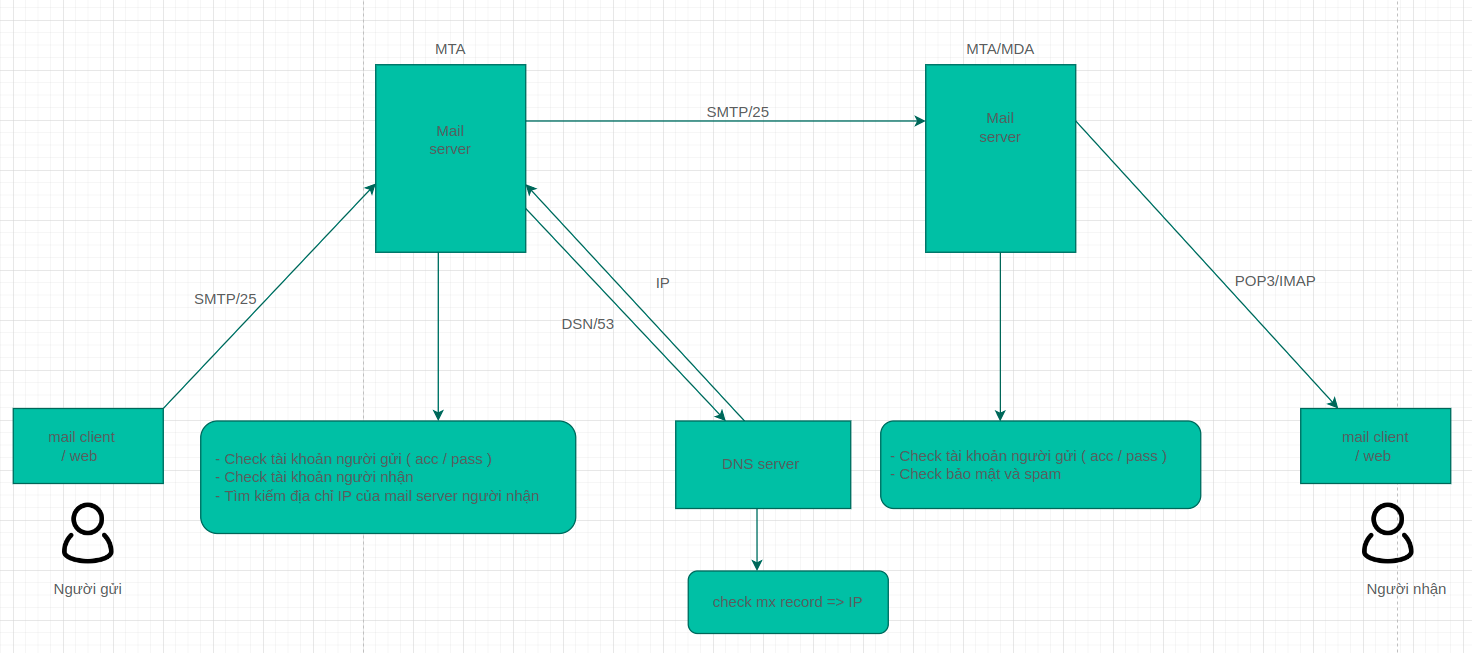 MTA
MTA/MDA
Mail
server
SMTP/25
Mail
server
SMTP/25
IP
DSN/53
POP3/IMAP
mail client
/ web
- Check tài khoản người gửi ( acc / pass )
- Check tài khoản người nhận
- Tìm kiếm địa chỉ IP của mail server người nhận
DNS server
- Check tài khoản người gửi ( acc / pass )
- Check bảo mật và spam
mail client
/ web
Người gửi
check mx record => IP
Người nhận